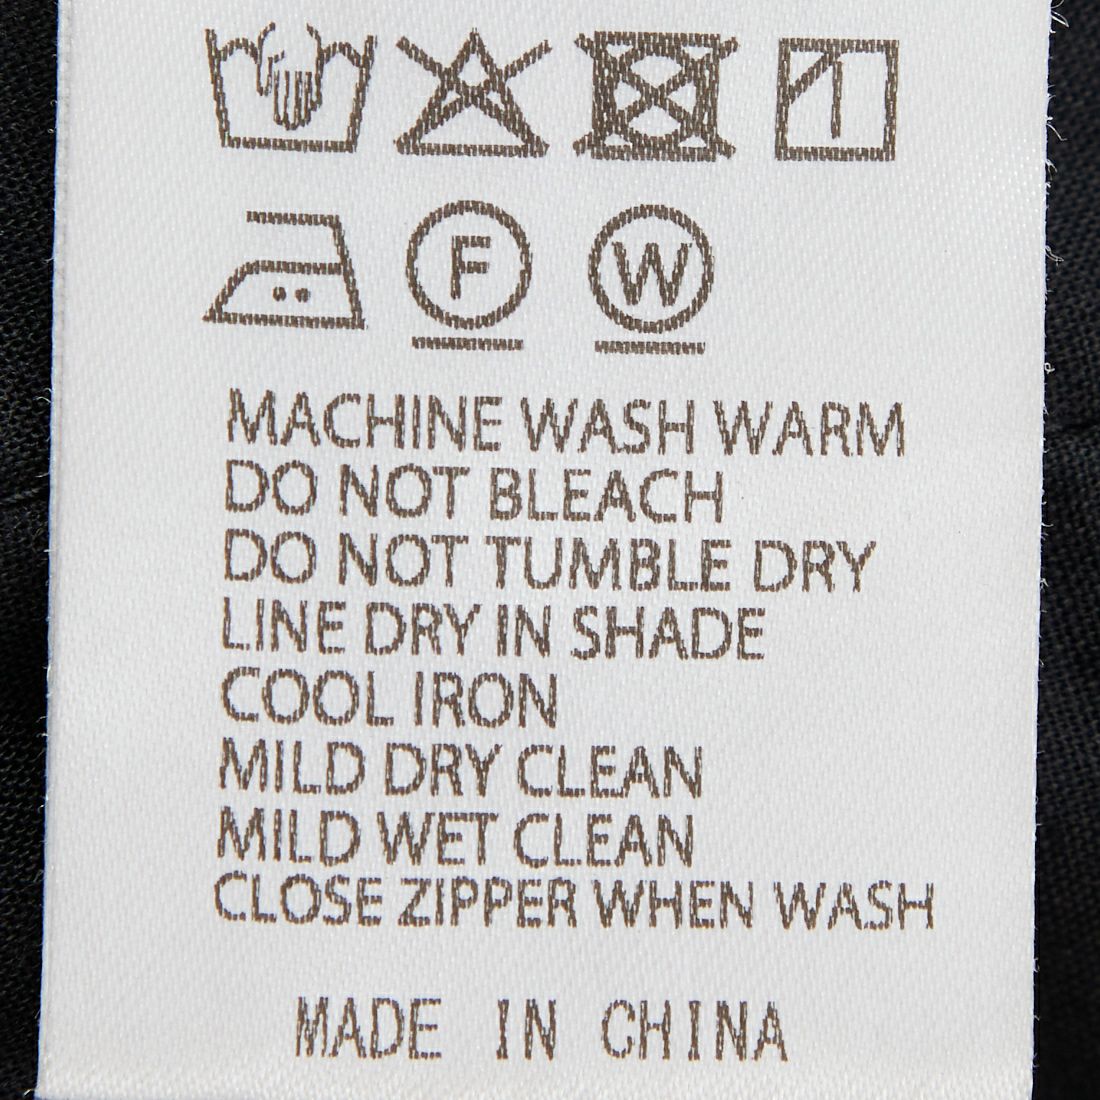 F W
MACHINE WASH WARM
DO NOT BLEACH
DO NOT TUMBLE DRY
LINE DRY IN SHADE
COOL IRON
MILD DRY CLEAN
MILD WET CLEAN
CLOSE ZIPPER WHEN WASH
MADE IN CHINA